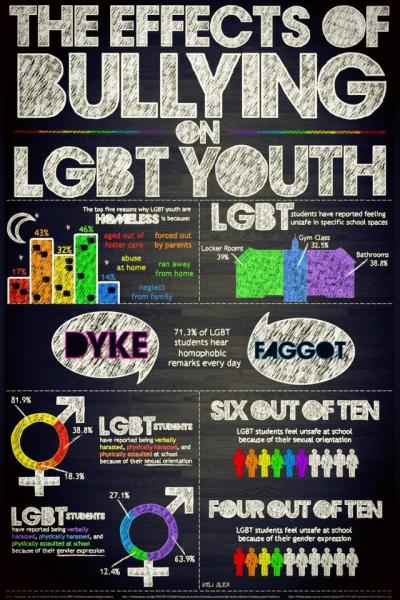 THE EFFECTS OF
BULLYING
ON
LGBT YOUTH
The top five reasons why LGBT youth are
HOMELESS is because:
17%
43%
32%
46%
14%
aged out of
foster care
forced out
by parents
abuse
at home
ran away
from home
neglect
from family
LGBT students have reported feeling
unsafe in specific school spaces
Locker Rooms
39%
Gym Class
32.5%
Bathrooms
38.8%
DYKE
71.3% of LGBT
students hear
homophobic
remarks every day
FAGGOT
81.9%
38.8%
18.3%
LGBT STUDENTS
have reported being verbally
harassed, physically harassed, and
physically assaulted at school
because of their sexual orientation
SIX OUT OF TEN
LGBT students feel unsafe at school
because of their sexual orientation
LGBT STUDENTS
have reported being verbally
harassed, physically harassed, and
physically assaulted at school
because of their gender expression
27.1%
63.9%
12.4%
FOUR OUT OF TEN
LGBT students feel unsafe at school
because of their gender expression
KELI ALEX